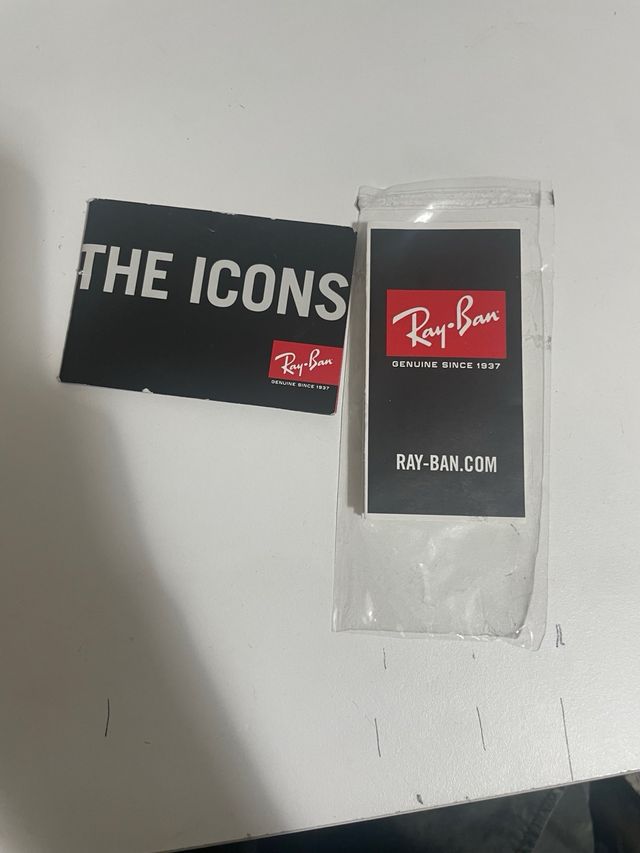 THE ICONS
Ray-Ban
GENUINE SINCE 1937
Ray-Ban
GENUINE SINCE 1937
RAY-BAN.COM